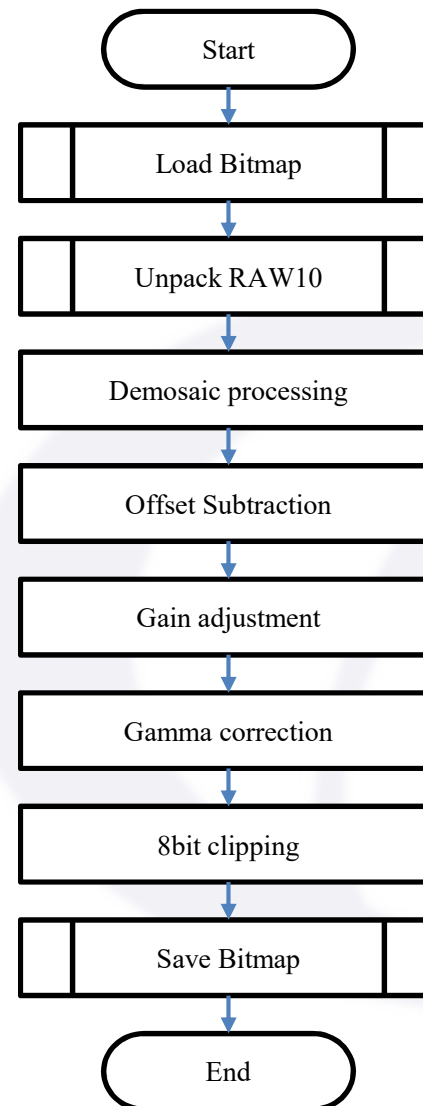 Start
Load Bitmap
Unpack RAW10
Demosaic processing
Offset Subtraction
Gain adjustment
Gamma correction
8bit clipping
Save Bitmap
End